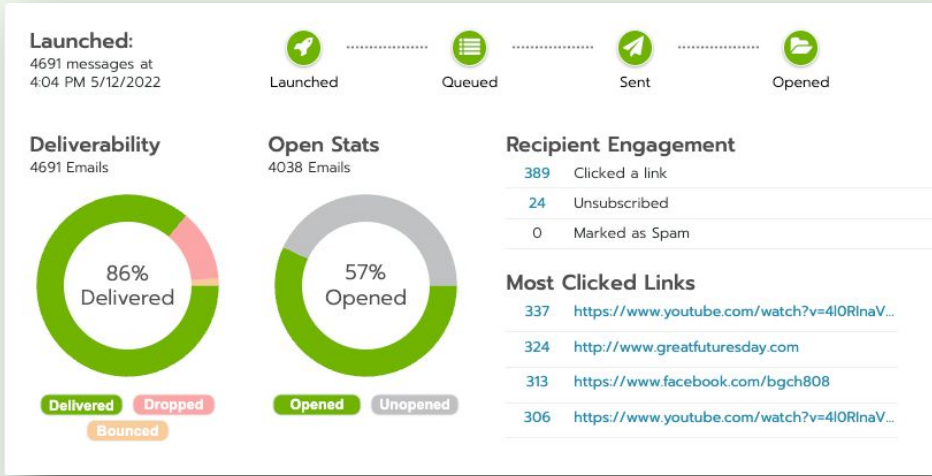 Launched:
4691 messages at
4:04 PM 5/12/2022
Launched
Queued
Sent
Opened
Deliverability
4691 Emails
86%
Delivered
Delivered
Dropped
Bounced
Open Stats
4038 Emails
57%
Opened
Opened
Unopened
Recipient Engagement
389 Clicked a link
24 Unsubscribed
0 Marked as Spam
Most Clicked Links
337 https://www.youtube.com/watch?v=4l0RInaV...
324 http://www.greatfuturesday.com
313 https://www.facebook.com/bgch808
306 https://www.youtube.com/watch?v=4l0RInaV...